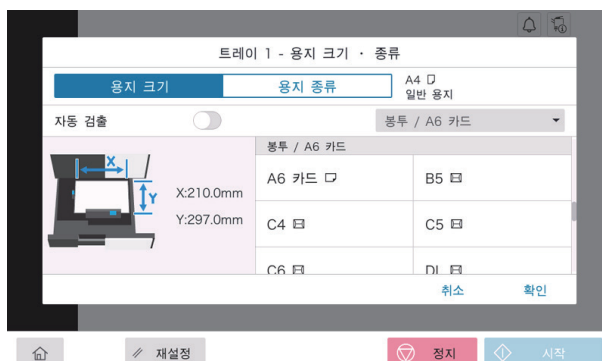 트레이 1 - 용지 크기 · 종류
용지 크기
용지 종류
A4
일반 용지
자동 검출
봉투 / A6 카드
봉투 / A6 카드
X
Y
X:210.0mm
Y:297.0mm
A6 카드
B5
C4
C5
C6
DL
취소
확인
재설정
정지
시작